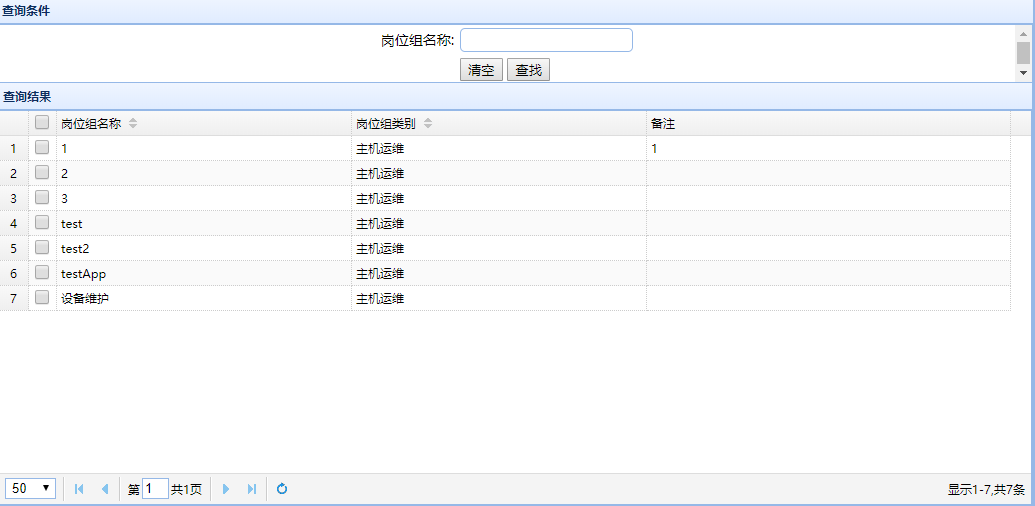 查询条件
岗位组名称:
清空 查找
查询结果
岗位组名称 岗位组类别 备注
1 1 主机运维 1
2 2 主机运维
3 3 主机运维
4 test 主机运维
5 test2 主机运维
6 testApp 主机运维
7 设备维护 主机运维
50 第 1 共1页 显示1-7,共7条